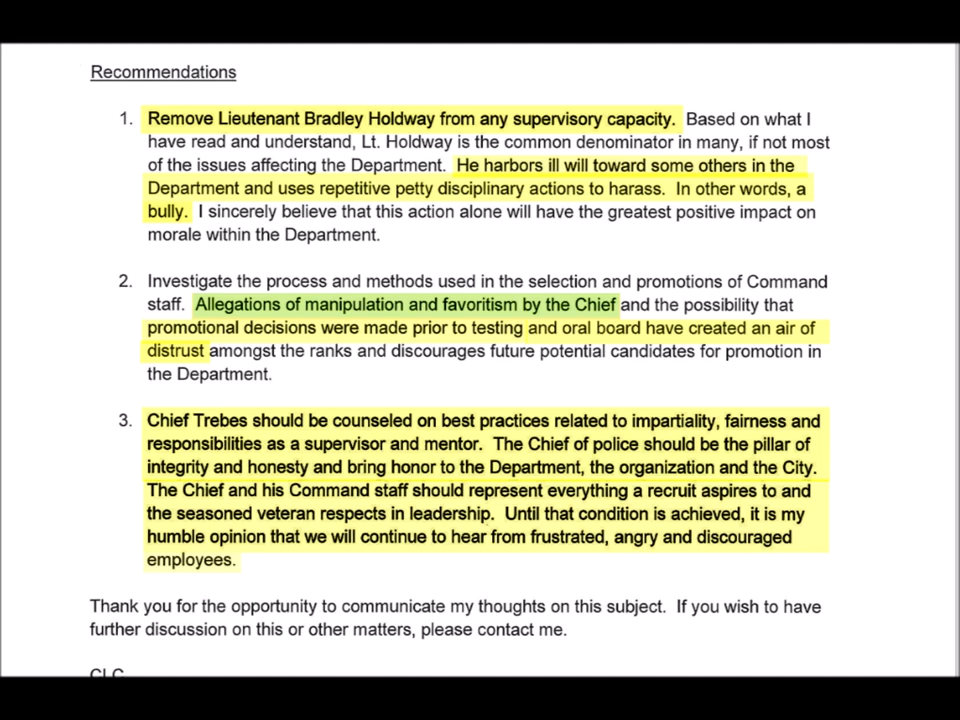 Recommendations
1. Remove Lieutenant Bradley Holdway from any supervisory capacity. Based on what I
have read and understand, Lt. Holdway is the common denominator in many, if not most
of the issues affecting the Department. He harbors ill will toward some others in the
Department and uses repetitive petty disciplinary actions to harass. In other words, a
bully. I sincerely believe that this action alone will have the greatest positive impact on
morale within the Department.
2. Investigate the process and methods used in the selection and promotions of Command
staff. Allegations of manipulation and favoritism by the Chief and the possibility that
promotional decisions were made prior to testing and oral board have created an air of
distrust amongst the ranks and discourages future potential candidates for promotion in
the Department.
3. Chief Trebes should be counseled on best practices related to impartiality, fairness and
responsibilities as a supervisor and mentor. The Chief of police should be the pillar of
integrity and honesty and bring honor to the Department, the organization and the City.
The Chief and his Command staff should represent everything a recruit aspires to and
the seasoned veteran respects in leadership. Until that condition is achieved, it is my
humble opinion that we will continue to hear from frustrated, angry and discouraged
employees.
Thank you for the opportunity to communicate my thoughts on this subject. If you wish to have
further discussion on this or other matters, please contact me.